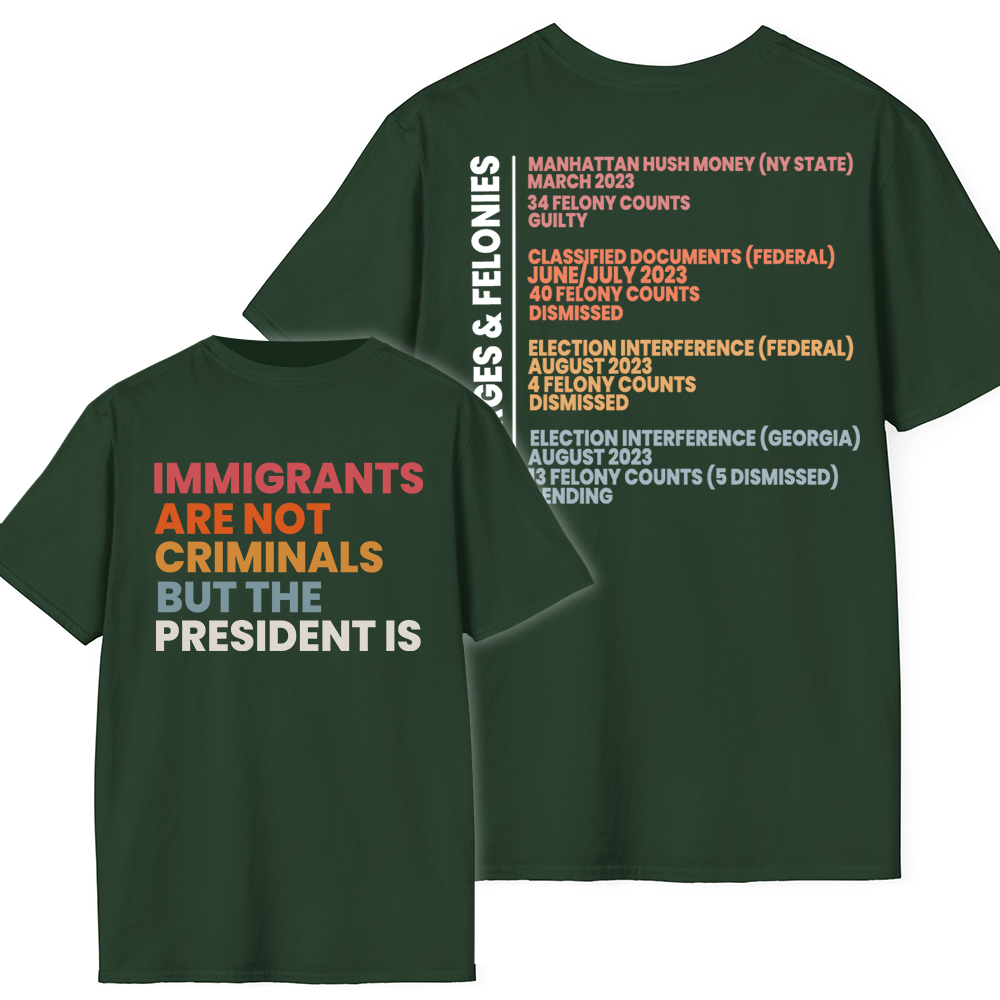 IMMIGRANTS
ARE NOT
CRIMINALS
BUT THE
PRESIDENT IS
& FELONIES
MANHATTAN HUSH MONEY (NY STATE)
MARCH 2023
34 FELONY COUNTS
GUILTY
CLASSIFIED DOCUMENTS (FEDERAL)
JUNE/JULY 2023
40 FELONY COUNTS
DISMISSED
ELECTION INTERFERENCE (FEDERAL)
AUGUST 2023
4 FELONY COUNTS
DISMISSED
ELECTION INTERFERENCE (GEORGIA)
AUGUST 2023
13 FELONY COUNTS (5 DISMISSED)
ENDING